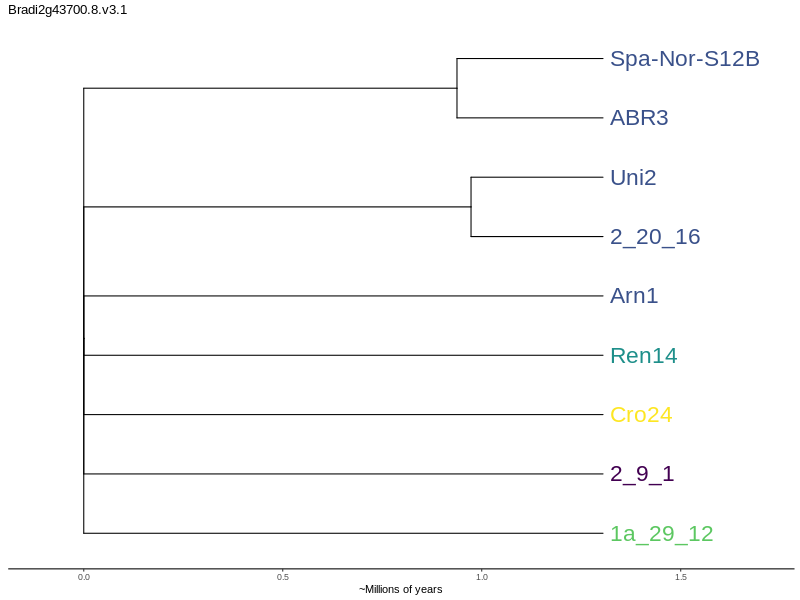 Bradi2g43700.8.v3.1
Spa-Nor-S12B
ABR3
Uni2
2_20_16
Arn1
Ren14
Cro24
2_9_1
1a_29_12
0.0 0.5 1.0 1.5
~Millions of years